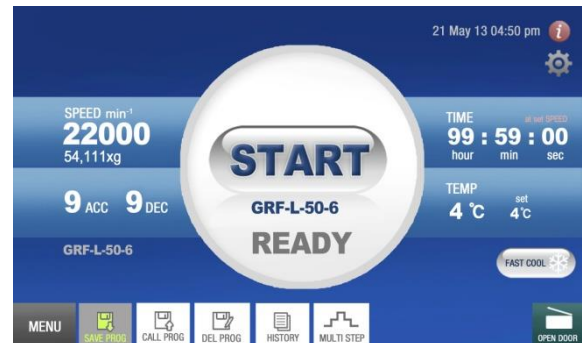 21 May 13 04:50 pm
SPEED min⁻¹
22000
54,111xg
9 ACC 9 DEC
GRF-L-50-6
START
GRF-L-50-6
READY
TIME at set SPEED
99 : 59 : 00
hour min sec
TEMP set
4 °C 4°C
FAST COOL
MENU
SAVE PROG
CALL PROG
DEL PROG
HISTORY
MULTI STEP
OPEN DOOR